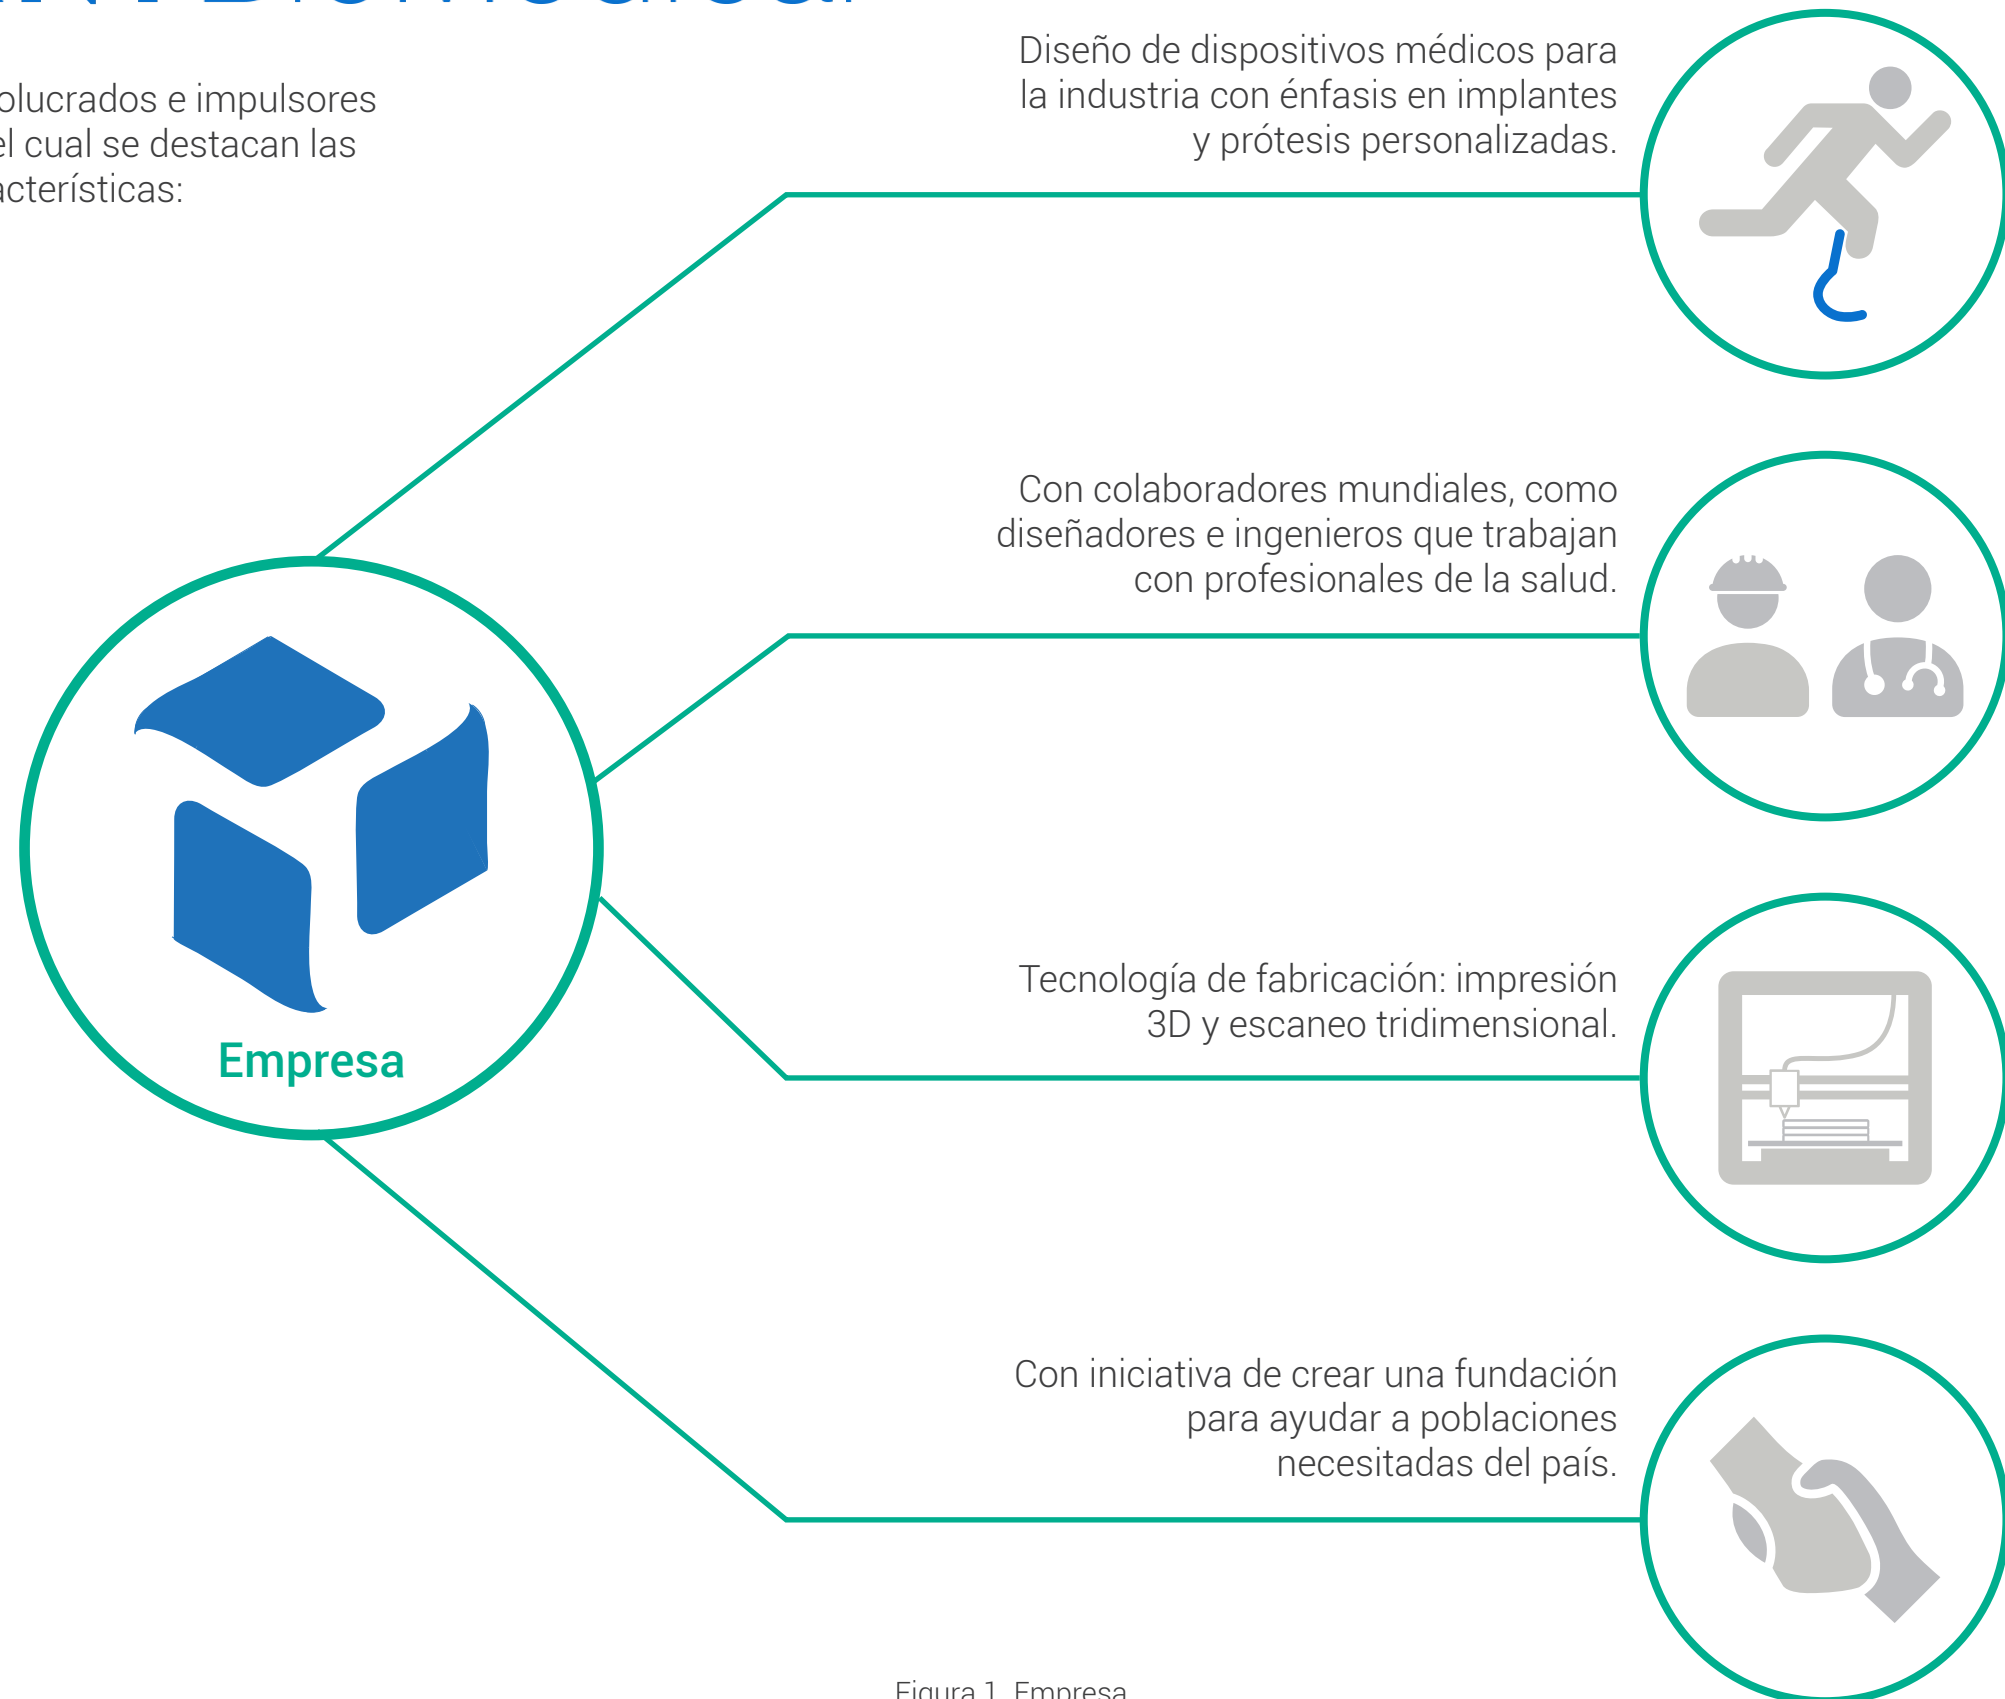 Biomedical
olucrados e impulsores
el cual se destacan las
acterísticas:
Diseño de dispositivos médicos para
la industria con énfasis en implantes
y prótesis personalizadas.
Con colaboradores mundiales, como
diseñadores e ingenieros que trabajan
con profesionales de la salud.
Empresa
Tecnología de fabricación: impresión
3D y escaneo tridimensional.
Con iniciativa de crear una fundación
para ayudar a poblaciones
necesitadas del país.
Figura 1. Empresa